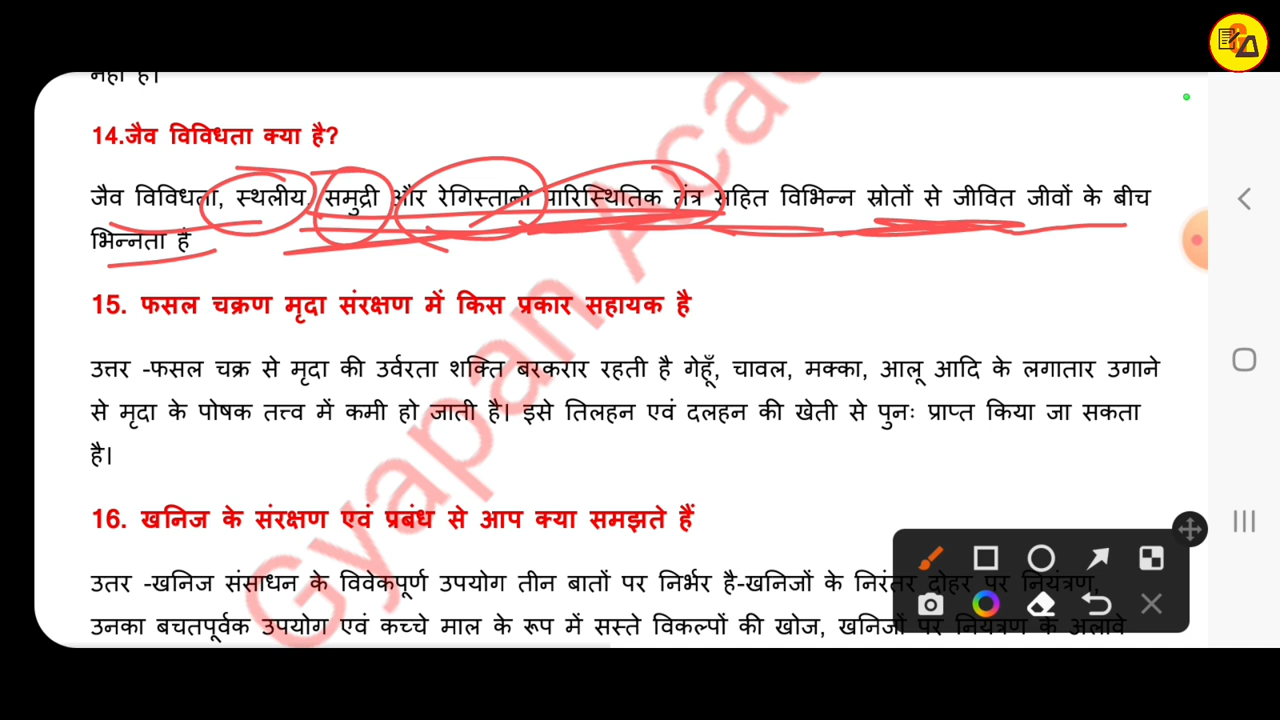 नहीं है।
14.जैव विविधता क्या है?
जैव विविधता, स्थलीय, समुद्री और रेगिस्तानी पारिस्थितिक तंत्र सहित विभिन्न स्रोतों से जीवित जीवों के बीच
भिन्नता है
15. फसल चक्रण मृदा संरक्षण में किस प्रकार सहायक है
उत्तर -फसल चक्र से मृदा की उर्वरता शक्ति बरकरार रहती है गेहूँ, चावल, मक्का, आलू आदि के लगातार उगाने
से मृदा के पोषक तत्त्व में कमी हो जाती है। इसे तिलहन एवं दलहन की खेती से पुनः प्राप्त किया जा सकता
है।
16. खनिज के संरक्षण एवं प्रबंध से आप क्या समझते हैं
उतर -खनिज संसाधन के विवेकपूर्ण उपयोग तीन बातों पर निर्भर है-खनिजों के निरंतर दोहर पर नियंत्रण,
उनका बचतपूर्वक उपयोग एवं कच्चे माल के रूप में सस्ते विकल्पों की खोज, खनिजों पर नियंत्रण के अलावे
Gyapan Aca